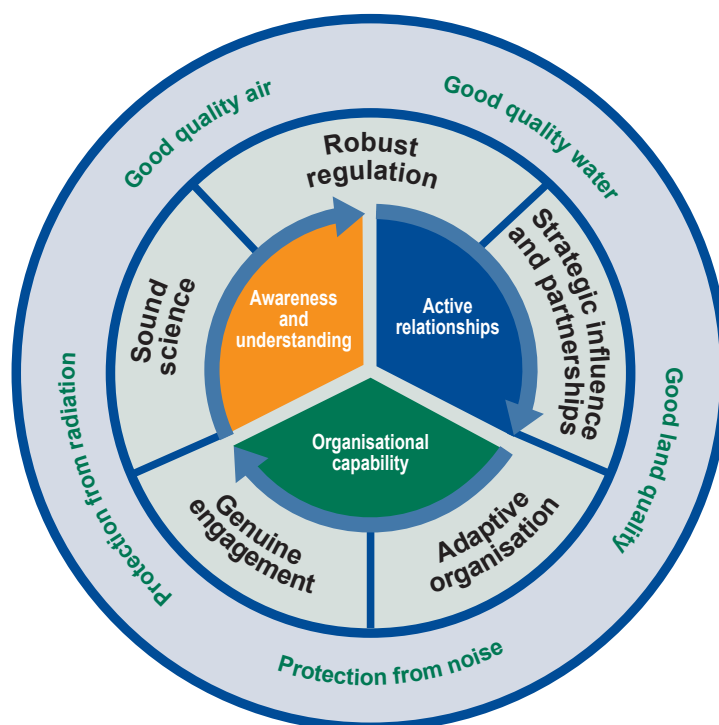 Good quality air
Good quality water
Good land quality
Protection from noise
Protection from radiation
Robust
regulation
Strategic influence
and partnerships
Adaptive
organisation
Genuine
engagement
Sound
science
Awareness
and
understanding
Active
relationships
Organisational
capability